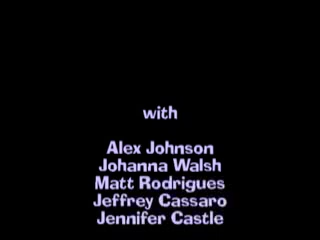 with
Alex Johnson
Johanna Walsh
Matt Rodrigues
Jeffrey Cassaro
Jennifer Castle